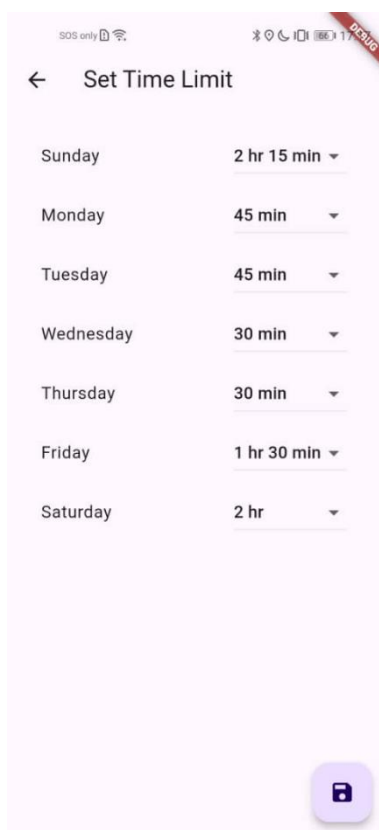 SOS only
66
DEBUG
Set Time Limit
Sunday 2 hr 15 min
Monday 45 min
Tuesday 45 min
Wednesday 30 min
Thursday 30 min
Friday 1 hr 30 min
Saturday 2 hr